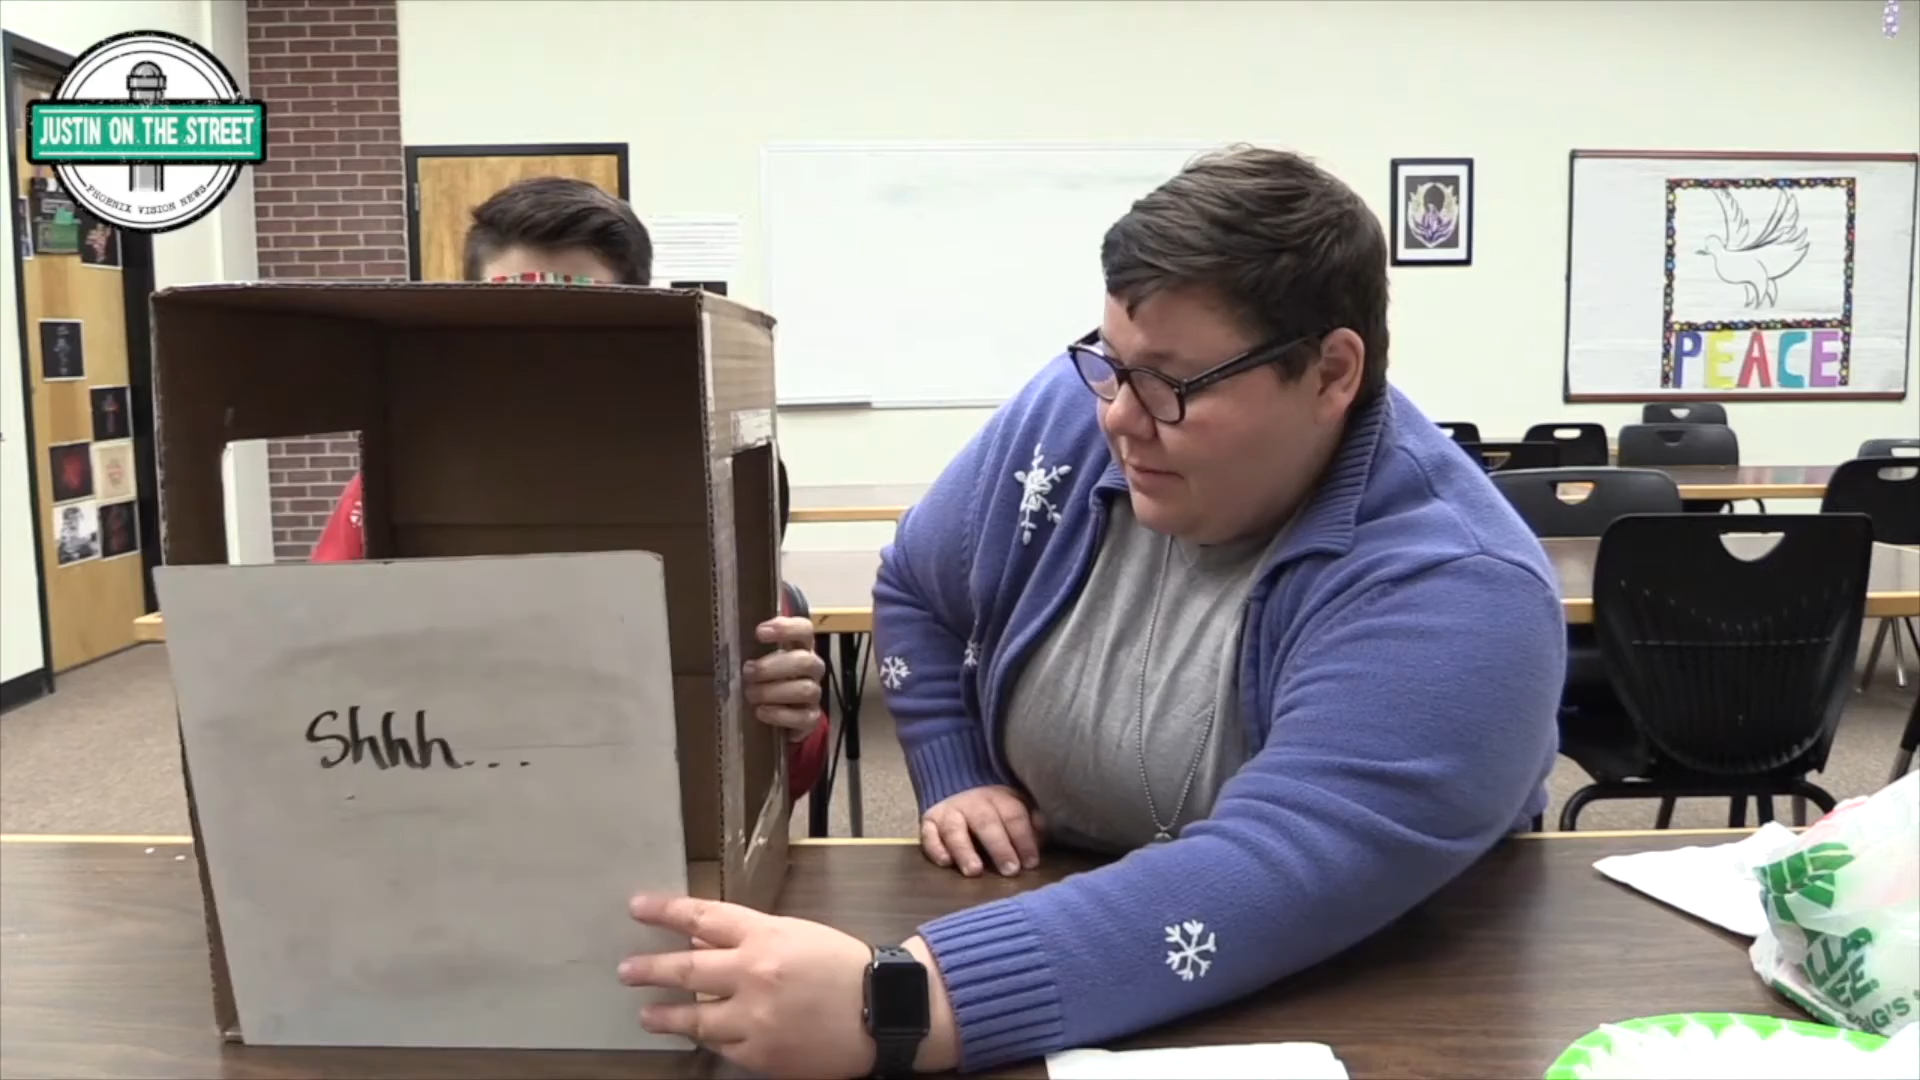 JUSTIN ON THE STREET
PHOENIX VISION NEWS
PEACE
Shhh...